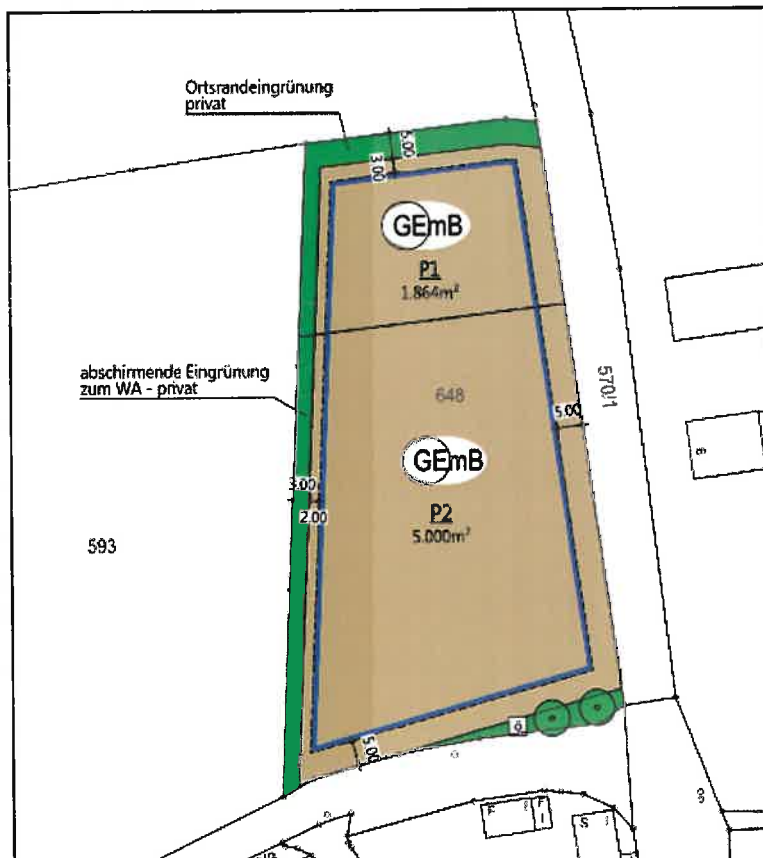 Ortsrandeingrünung
privat
5.00
3.00
GEmB
P1
1.864m²
abschirmende Eingrünung
zum WA - privat
648
570/1
5.00
GEmB
3.00
2.00
P2
5.000m²
593
5.00
ö